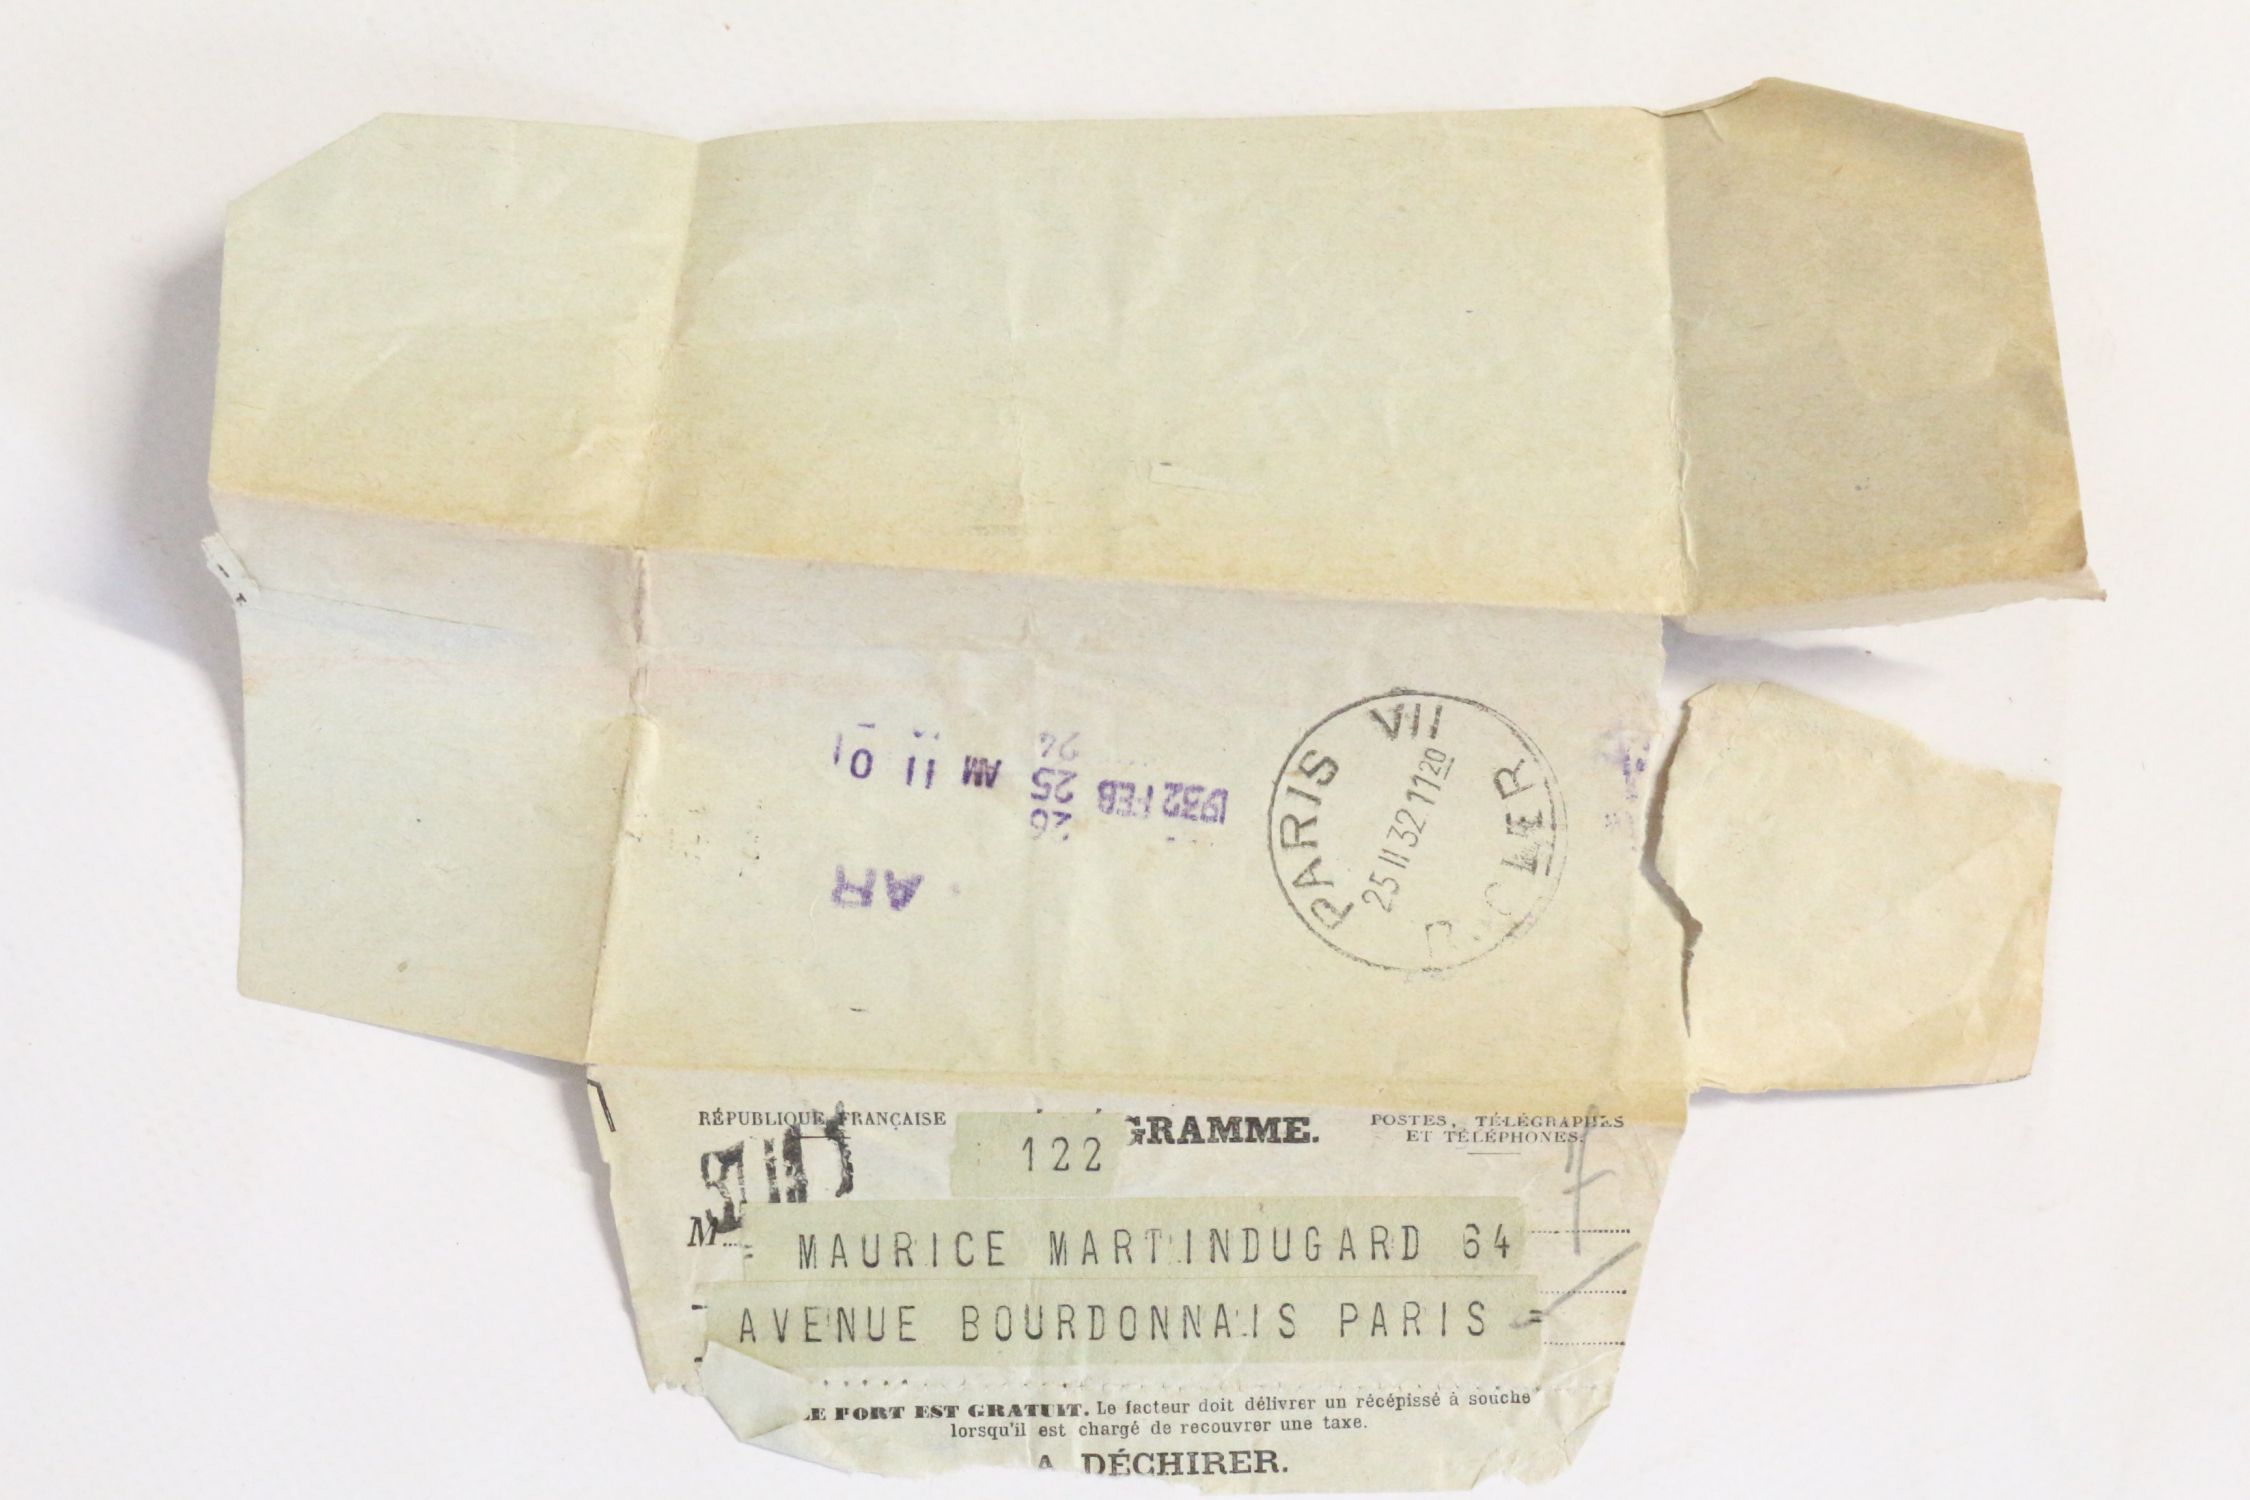 1932 FEB 25 AM 11 01
26
24
AR
PARIS VII
25 II 32 11 20
RÉPUBLIQUE FRANÇAISE
GRAMME.
POSTES, TÉLÉGRAPHES
ET TÉLÉPHONES.
122
M
= MAURICE MARTINDUGARD 64
AVENUE BOURDONNAIS PARIS =
LE PORT EST GRATUIT. Le facteur doit délivrer un récépissé à souche
lorsqu'il est chargé de recouvrer une taxe.
A DÉCHIRER.